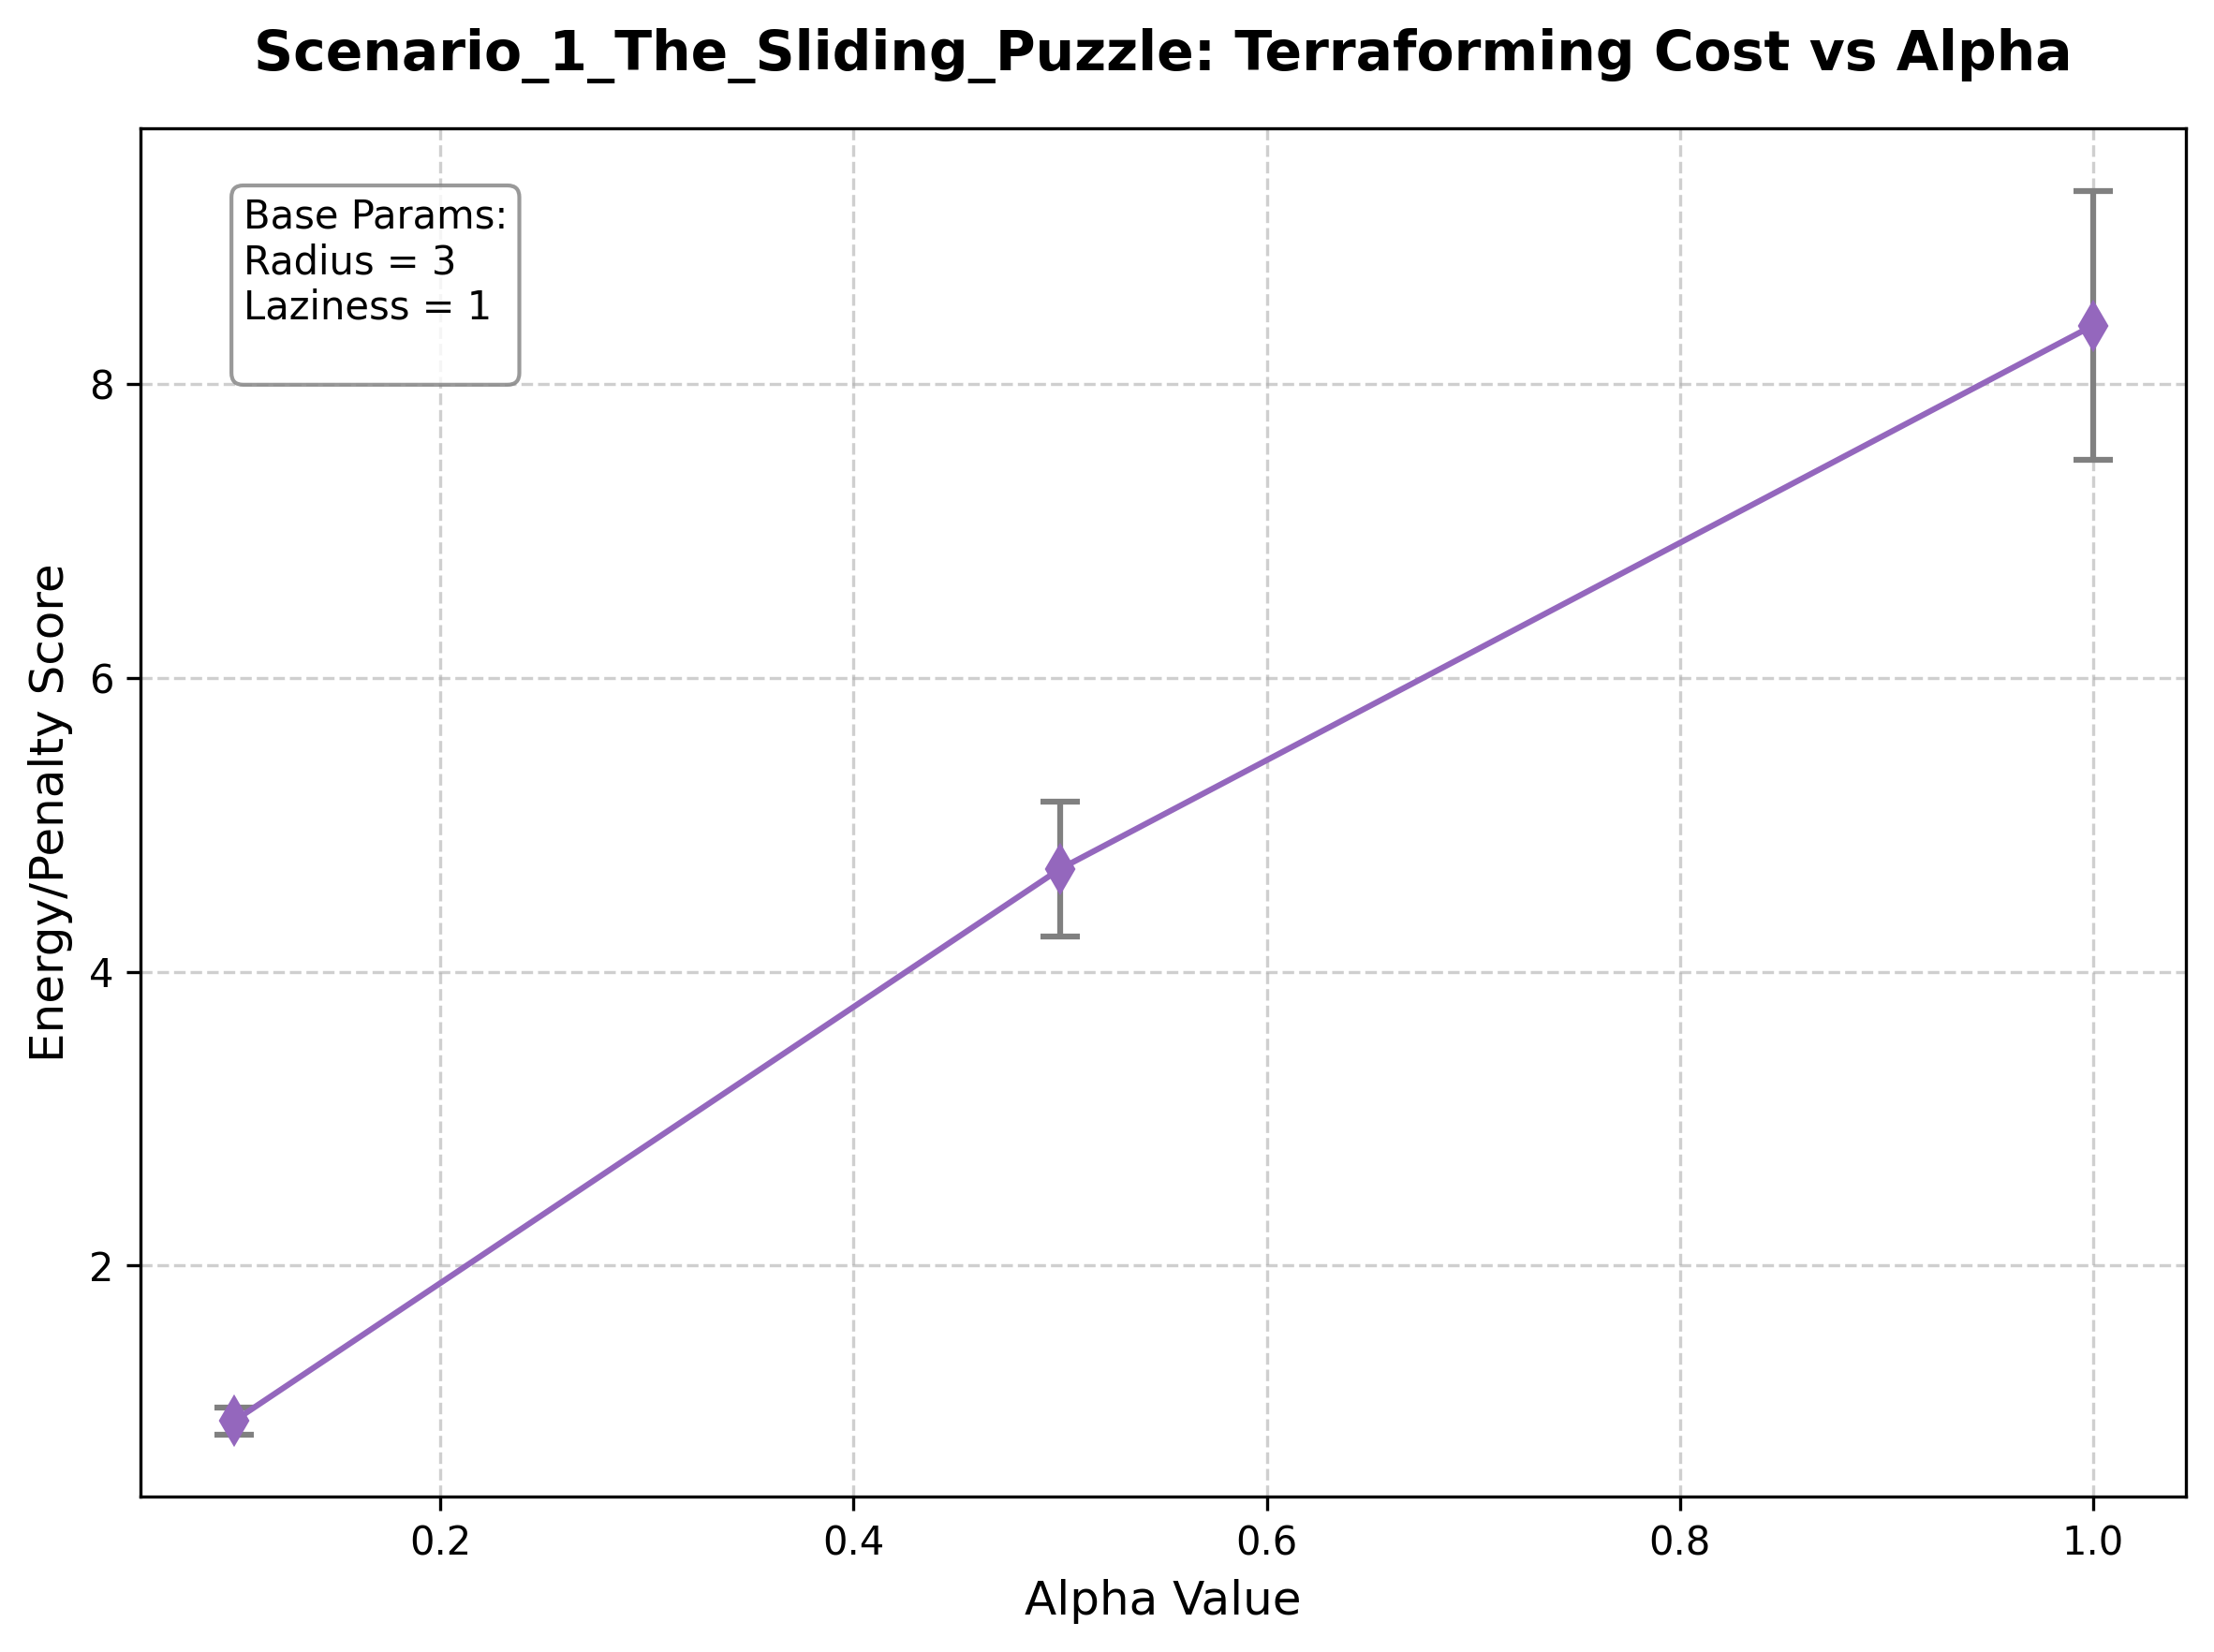 Scenario_1_The_Sliding_Puzzle: Terraforming Cost vs Alpha
Base Params:
Radius = 3
Laziness = 1
Energy/Penalty Score
8
6
4
2
0.2
0.4
0.6
0.8
1.0
Alpha Value